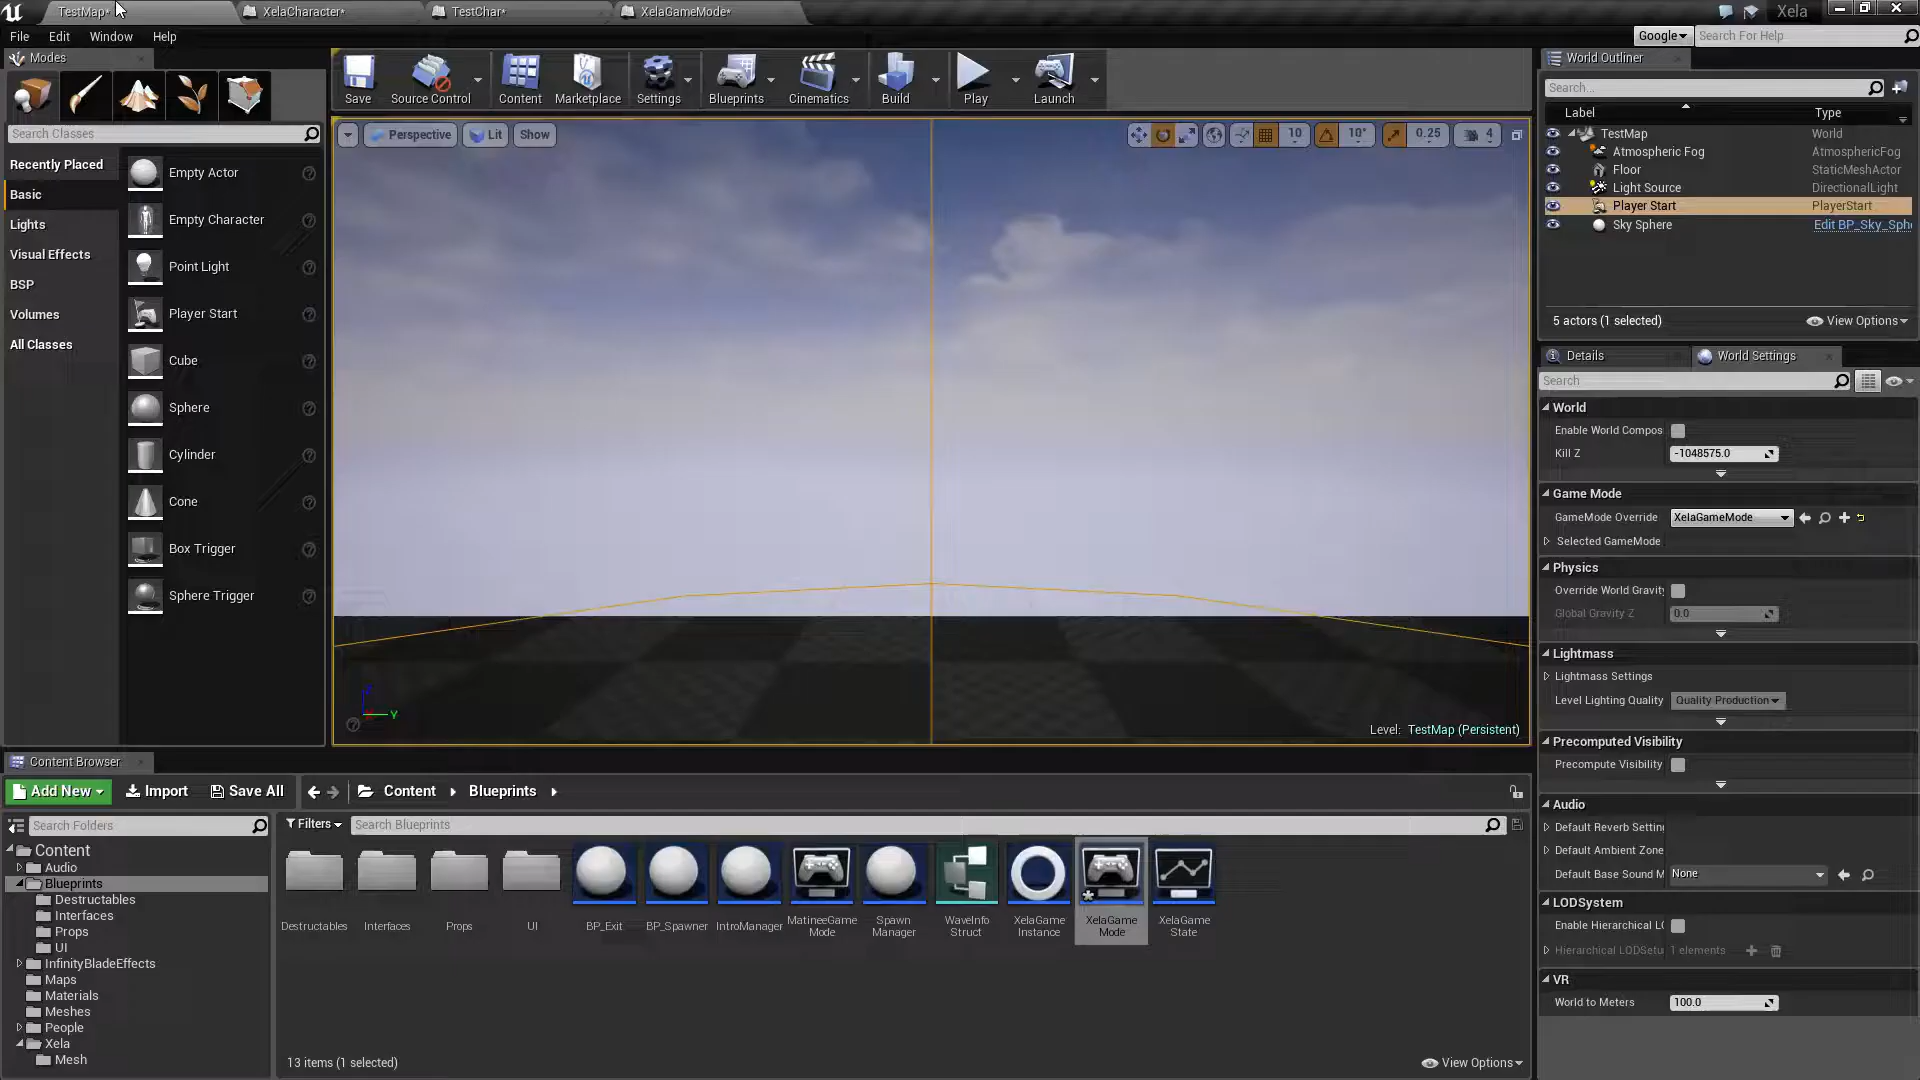 TestMap*
XelaCharacter*
TestChar*
XelaGameMode*
Xela
File
Edit
Window
Help
Google
Search For Help
Modes
Search Classes
Recently Placed
Basic
Lights
Visual Effects
BSP
Volumes
All Classes
Empty Actor
Empty Character
Point Light
Player Start
Cube
Sphere
Cylinder
Cone
Box Trigger
Sphere Trigger
Save
Source Control
Content
Marketplace
Settings
Blueprints
Cinematics
Build
Play
Launch
Perspective
Lit
Show
10
10°
0.25
4
Z
Y
Level: TestMap (Persistent)
World Outliner
Search...
Label
Type
TestMap
World
Atmospheric Fog
AtmosphericFog
Floor
StaticMeshActor
Light Source
DirectionalLight
Player Start
PlayerStart
Sky Sphere
Edit BP_Sky_Sph
5 actors (1 selected)
View Options
Details
World Settings
Search
World
Enable World Compos
Kill Z
-1048575.0
Game Mode
GameMode Override
XelaGameMode
Selected GameMode
Physics
Override World Gravit
Global Gravity Z
0.0
Lightmass
Lightmass Settings
Level Lighting Quality
Quality Production
Precomputed Visibility
Precompute Visibility
Audio
Default Reverb Settin
Default Ambient Zone
Default Base Sound M
None
LODSystem
Enable Hierarchical L
Hierarchical LODSetu
1 elements
VR
World to Meters
100.0
Content Browser
Add New
Import
Save All
Content
Blueprints
Search Folders
Content
Audio
Blueprints
Destructables
Interfaces
Props
UI
InfinityBladeEffects
Maps
Materials
Meshes
People
Xela
Mesh
Filters
Search Blueprints
Destructables
Interfaces
Props
UI
BP_Exit
BP_Spawner
IntroManager
MatineeGame
Mode
Spawn
Manager
WaveInfo
Struct
XelaGame
Instance
XelaGame
Mode
XelaGame
State
13 items (1 selected)
View Options